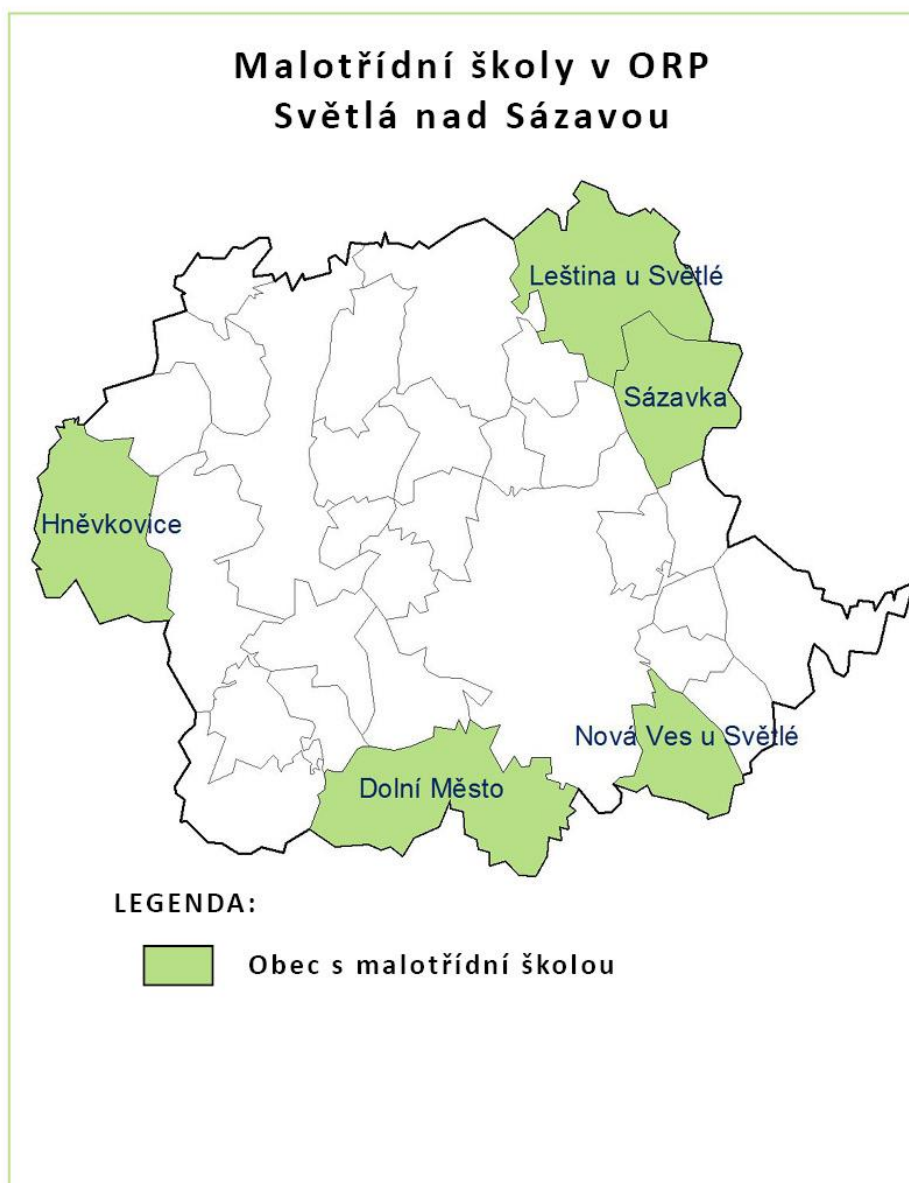 Malotřídní školy v ORP
Světlá nad Sázavou
Leština u Světlé
Sázavka
Hněvkovice
Nová Ves u Světlé
Dolní Město
LEGENDA:
Obec s malotřídní školou